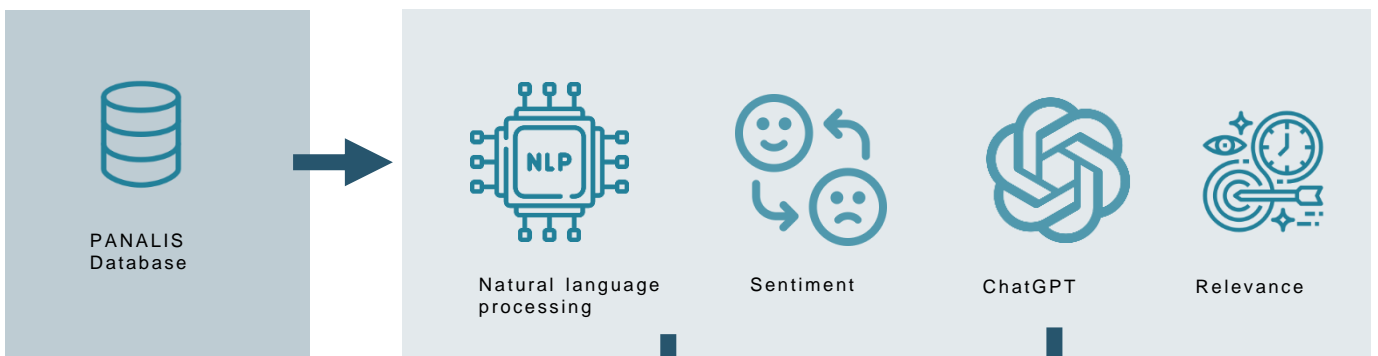 PANALIS
Database
NLP
Natural language
processing
Sentiment
ChatGPT
Relevance